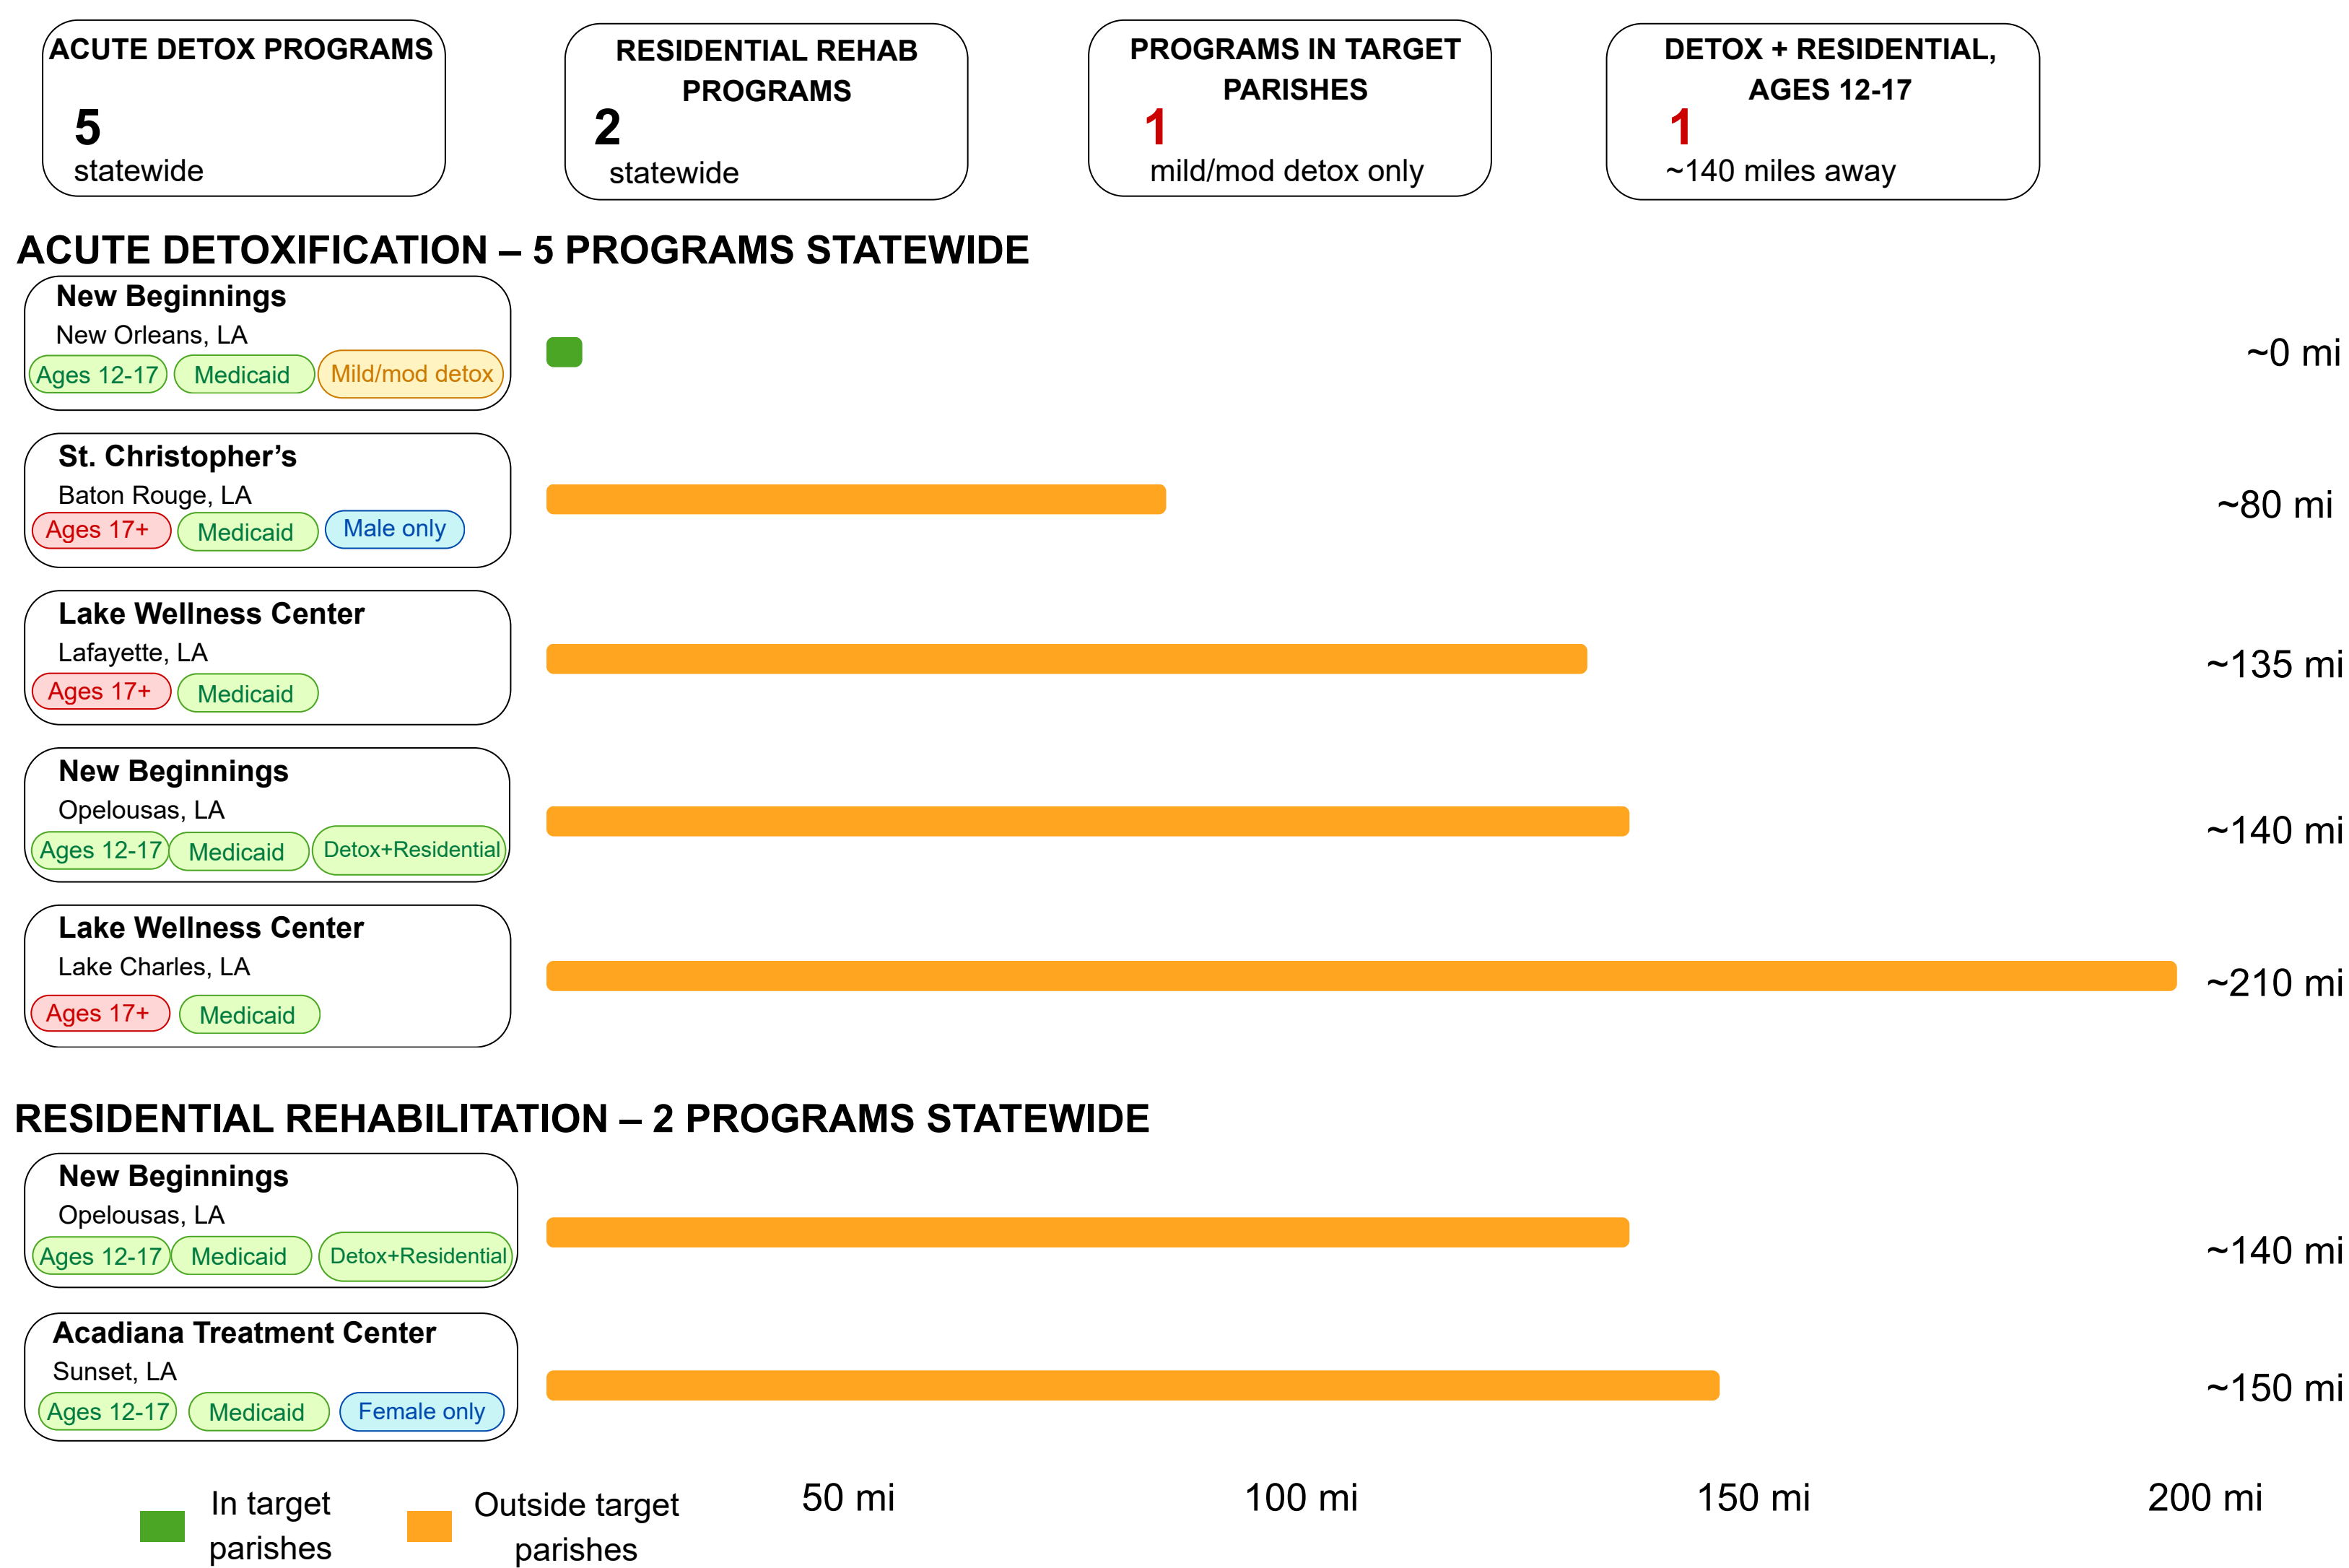 ACUTE DETOX PROGRAMS
5
statewide
RESIDENTIAL REHAB
PROGRAMS
2
statewide
PROGRAMS IN TARGET
PARISHES
1
mild/mod detox only
DETOX + RESIDENTIAL,
AGES 12-17
1
~140 miles away
ACUTE DETOXIFICATION – 5 PROGRAMS STATEWIDE
New Beginnings
New Orleans, LA
Ages 12-17 Medicaid Mild/mod detox
~0 mi
St. Christopher’s
Baton Rouge, LA
Ages 17+ Medicaid Male only
~80 mi
Lake Wellness Center
Lafayette, LA
Ages 17+ Medicaid
~135 mi
New Beginnings
Opelousas, LA
Ages 12-17 Medicaid Detox+Residential
~140 mi
Lake Wellness Center
Lake Charles, LA
Ages 17+ Medicaid
~210 mi
RESIDENTIAL REHABILITATION – 2 PROGRAMS STATEWIDE
New Beginnings
Opelousas, LA
Ages 12-17 Medicaid Detox+Residential
~140 mi
Acadiana Treatment Center
Sunset, LA
Ages 12-17 Medicaid Female only
~150 mi
50 mi 100 mi 150 mi 200 mi
In target
parishes
Outside target
parishes